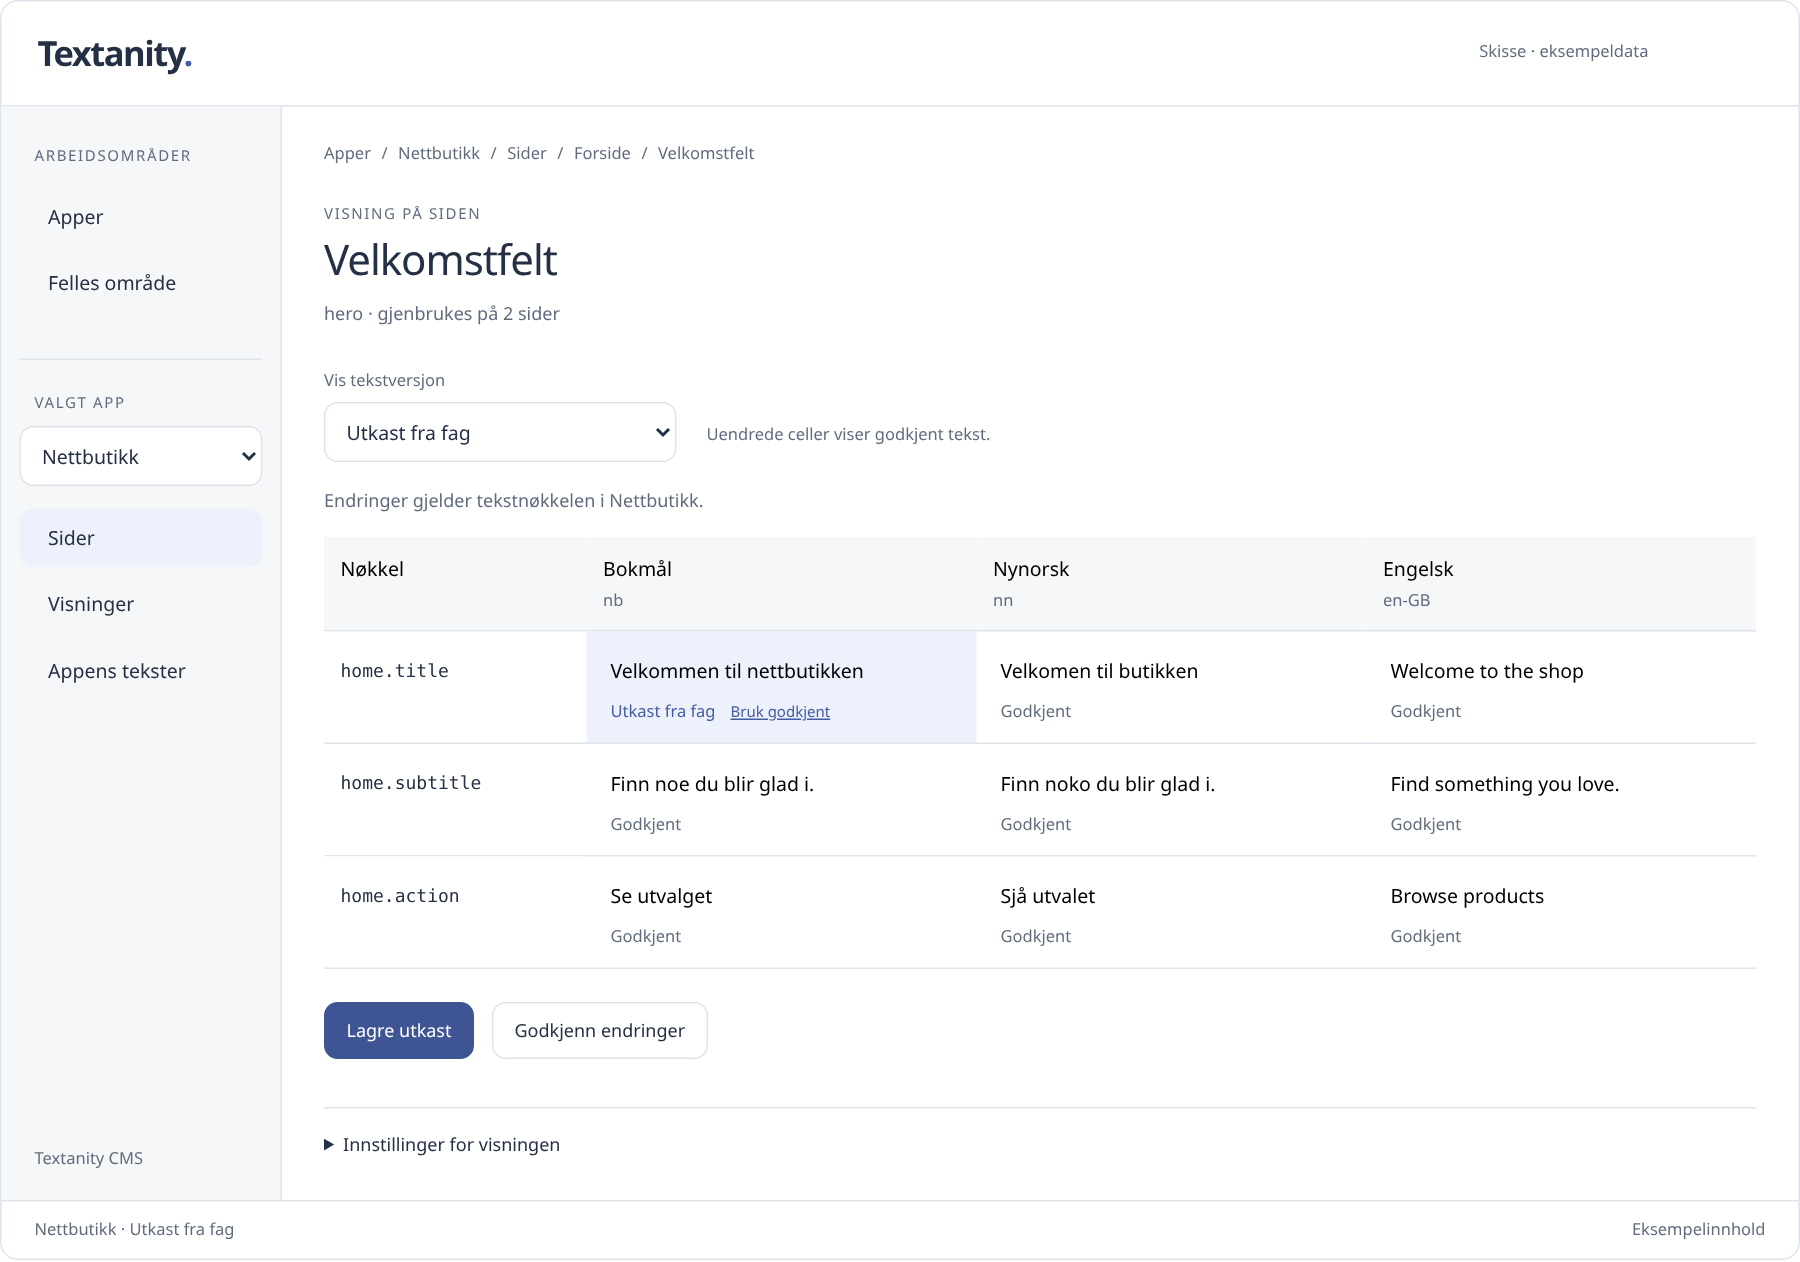 Textanity.
Skisse · eksempeldata
ARBEIDSOMRÅDER
Apper
Felles område
VALGT APP
Nettbutikk
Sider
Visninger
Appens tekster
Textanity CMS
Apper / Nettbutikk / Sider / Forside / Velkomstfelt
VISNING PÅ SIDEN
Velkomstfelt
hero · gjenbrukes på 2 sider
Vis tekstversjon
Utkast fra fag
Uendrede celler viser godkjent tekst.
Endringer gjelder tekstnøkkelen i Nettbutikk.
Nøkkel Bokmål Nynorsk Engelsk
nb nn en-GB
home.title Velkommen til nettbutikken Velkomen til butikken Welcome to the shop
Utkast fra fag Bruk godkjent Godkjent Godkjent
home.subtitle Finn noe du blir glad i. Finn noko du blir glad i. Find something you love.
Godkjent Godkjent Godkjent
home.action Se utvalget Sjå utvalet Browse products
Godkjent Godkjent Godkjent
Lagre utkast Godkjenn endringer
Innstillinger for visningen
Nettbutikk · Utkast fra fag
Eksempelinnhold